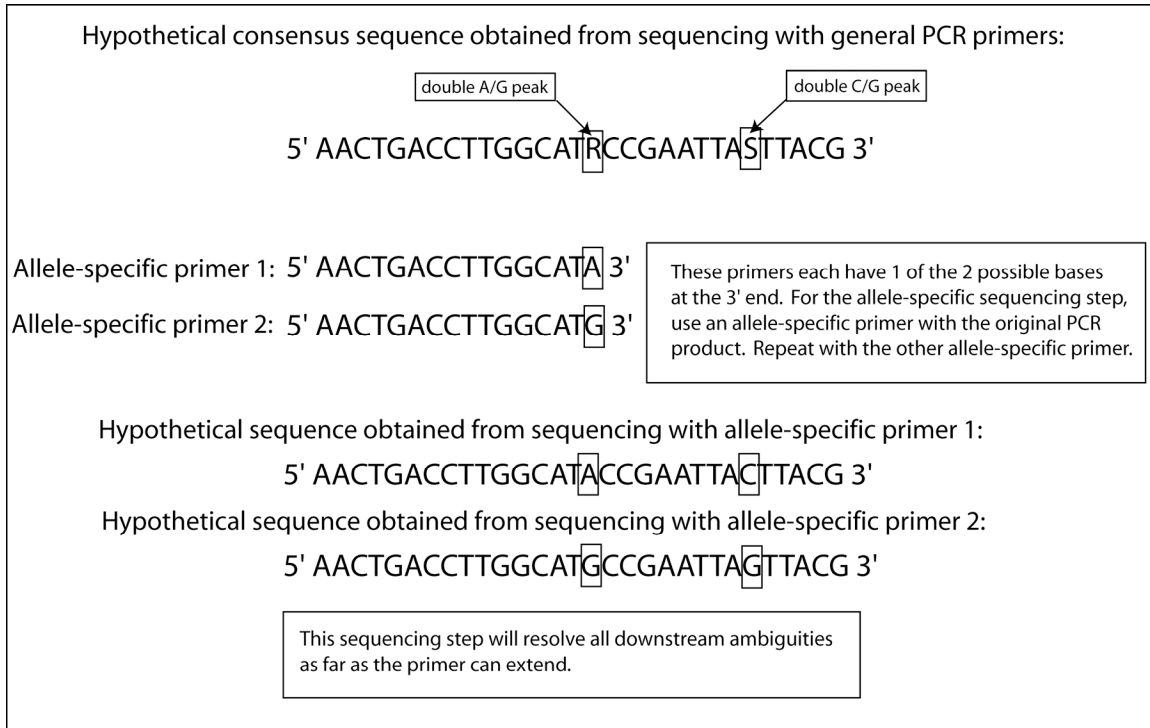 Hypothetical consensus sequence obtained from sequencing with general PCR primers:
double A/G peak
double C/G peak
5' AACTGACCTTGGCATRCCGAATTASTTACG 3'
Allele-specific primer 1: 5' AACTGACCTTGGCATA 3'
Allele-specific primer 2: 5' AACTGACCTTGGCATG 3'
These primers each have 1 of the 2 possible bases
at the 3' end. For the allele-specific sequencing step,
use an allele-specific primer with the original PCR
product. Repeat with the other allele-specific primer.
Hypothetical sequence obtained from sequencing with allele-specific primer 1:
5' AACTGACCTTGGCATACCGAATTACTTACG 3'
Hypothetical sequence obtained from sequencing with allele-specific primer 2:
5' AACTGACCTTGGCATGCCGAATTAGTTACG 3'
This sequencing step will resolve all downstream ambiguities
as far as the primer can extend.